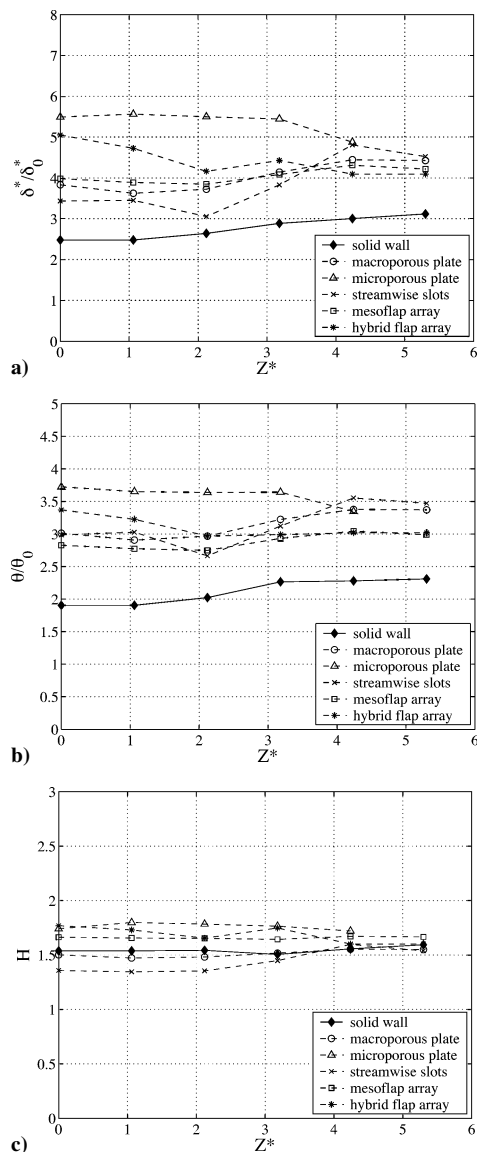 8
7
6
5
4
3
2
1
0
δ*/δ0*
0 1 2 3 4 5 6
Z*
solid wall
macroporous plate
microporous plate
streamwise slots
mesoflap array
hybrid flap array
a)
5
4.5
4
3.5
3
2.5
2
1.5
1
0.5
0
θ/θ0
0 1 2 3 4 5 6
Z*
solid wall
macroporous plate
microporous plate
streamwise slots
mesoflap array
hybrid flap array
b)
3
2.5
2
1.5
1
0.5
0
H
0 1 2 3 4 5 6
Z*
solid wall
macroporous plate
microporous plate
streamwise slots
mesoflap array
hybrid flap array
c)